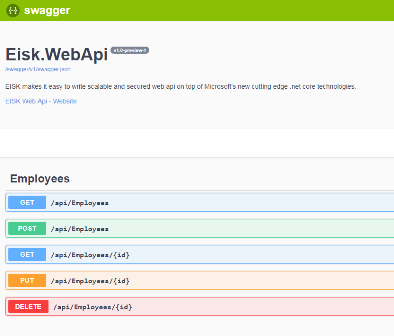 swagger
Eisk.WebApi v1.0-preview-1
/swagger/v1/swagger.json
EISK makes it easy to write scalable and secured web api on top of Microsoft's new cutting edge .net core technologies.
EISK Web Api - Website
Employees
GET /api/Employees
POST /api/Employees
GET /api/Employees/{id}
PUT /api/Employees/{id}
DELETE /api/Employees/{id}